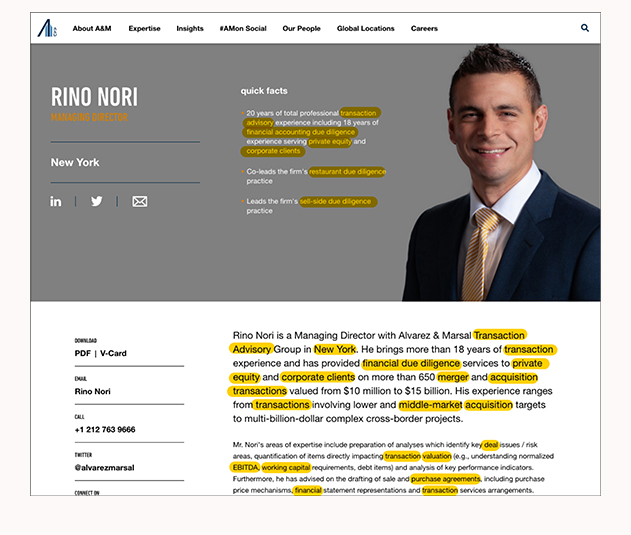 About A&M Expertise Insights #AMon Social Our People Global Locations Careers
RINO NORI
MANAGING DIRECTOR
New York
quick facts
20 years of total professional transaction
advisory experience including 18 years of
financial accounting due diligence
experience serving private equity and
corporate clients
Co-leads the firm's restaurant due diligence
practice
Leads the firm's sell-side due diligence
practice
DOWNLOAD
PDF | V-Card
EMAIL
Rino Nori
CALL
+1 212 763 9666
TWITTER
@alvarezmarsal
CONNECT ON
Rino Nori is a Managing Director with Alvarez & Marsal Transaction
Advisory Group in New York. He brings more than 18 years of transaction
experience and has provided financial due diligence services to private
equity and corporate clients on more than 650 merger and acquisition
transactions valued from $10 million to $15 billion. His experience ranges
from transactions involving lower and middle-market acquisition targets
to multi-billion-dollar complex cross-border projects.
Mr. Nori's areas of expertise include preparation of analyses which identify key deal issues / risk
areas, quantification of items directly impacting transaction valuation (e.g., understanding normalized
EBITDA, working capital requirements, debt items) and analysis of key performance indicators.
Furthermore, he has advised on the drafting of sale and purchase agreements, including purchase
price mechanisms, financial statement representations and transaction services arrangements.